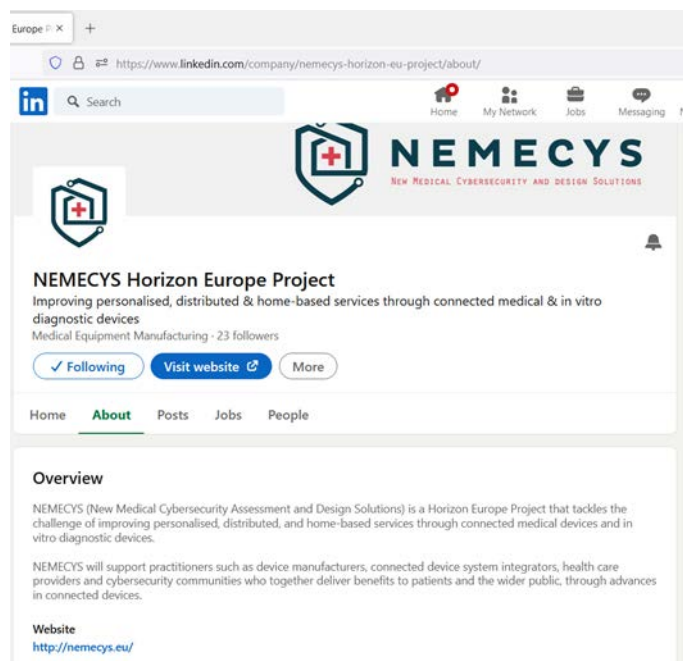 Europe P
https://www.linkedin.com/company/nemecys-horizon-eu-project/about/
in
Search
Home
My Network
Jobs
Messaging
NEMECYS
New Medical Cybersecurity and design Solutions
NEMECYS Horizon Europe Project
Improving personalised, distributed & home-based services through connected medical & in vitro
diagnostic devices
Medical Equipment Manufacturing · 23 followers
Following
Visit website
More
Home About Posts Jobs People
Overview
NEMECYS (New Medical Cybersecurity Assessment and Design Solutions) is a Horizon Europe Project that tackles the
challenge of improving personalised, distributed, and home-based services through connected medical devices and in
vitro diagnostic devices.
NEMECYS will support practitioners such as device manufacturers, connected device system integrators, health care
providers and cybersecurity communities who together deliver benefits to patients and the wider public, through advances
in connected devices.
Website
http://nemecys.eu/